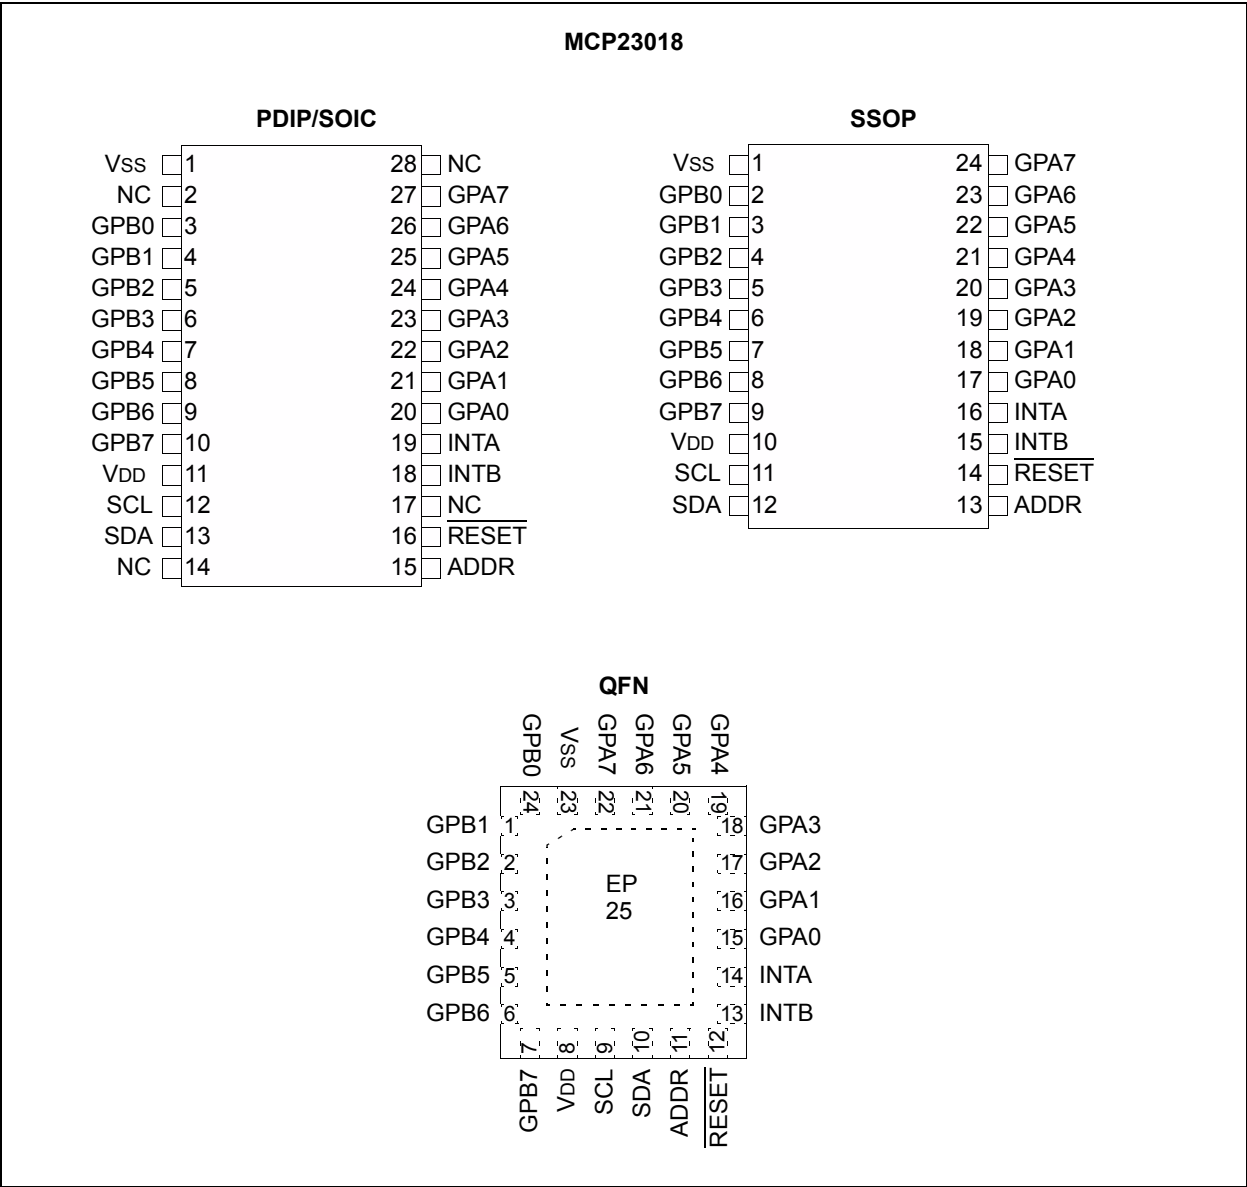 MCP23018
PDIP/SOIC
VSS 1 28 NC
NC 2 27 GPA7
GPB0 3 26 GPA6
GPB1 4 25 GPA5
GPB2 5 24 GPA4
GPB3 6 23 GPA3
GPB4 7 22 GPA2
GPB5 8 21 GPA1
GPB6 9 20 GPA0
GPB7 10 19 INTA
VDD 11 18 INTB
SCL 12 17 NC
SDA 13 16 RESET
NC 14 15 ADDR
SSOP
VSS 1 24 GPA7
GPB0 2 23 GPA6
GPB1 3 22 GPA5
GPB2 4 21 GPA4
GPB3 5 20 GPA3
GPB4 6 19 GPA2
GPB5 7 18 GPA1
GPB6 8 17 GPA0
GPB7 9 16 INTA
VDD 10 15 INTB
SCL 11 14 RESET
SDA 12 13 ADDR
QFN
GPB0 VSS GPA7 GPA6 GPA5 GPA4
24 23 22 21 20 19
GPB1 1 18 GPA3
GPB2 2 17 GPA2
EP
GPB3 3 16 GPA1
25
GPB4 4 15 GPA0
GPB5 5 14 INTA
GPB6 6 13 INTB
7 8 9 10 11 12
GPB7 VDD SCL SDA ADDR RESET